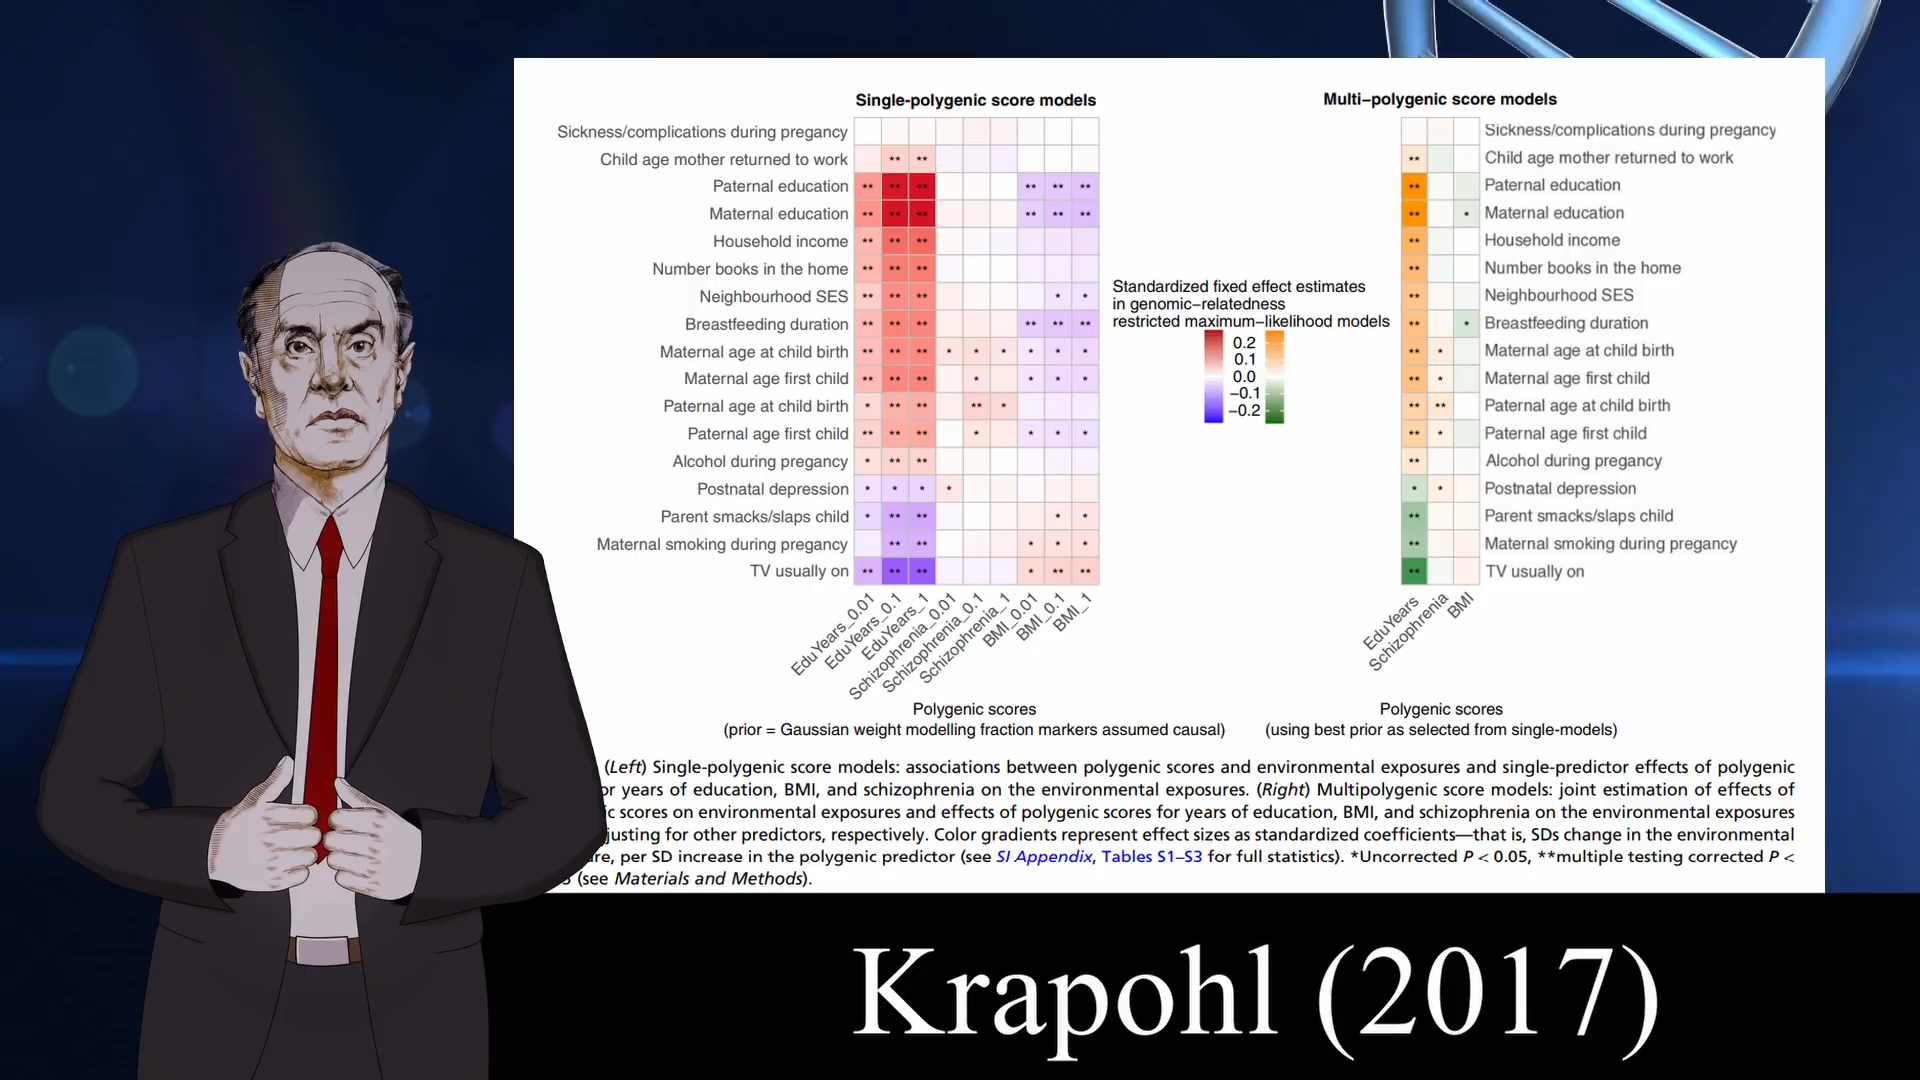 Single-polygenic score models
Multi−polygenic score models
Sickness/complications during pregancy
Child age mother returned to work ** **
Paternal education ** ** ** ** ** **
Maternal education ** ** ** ** ** **
Household income ** ** **
Number books in the home ** ** **
Neighbourhood SES ** ** ** * *
Breastfeeding duration ** ** ** ** ** **
Maternal age at child birth ** ** ** * * * * * *
Maternal age first child ** ** ** * * * *
Paternal age at child birth * ** ** ** *
Paternal age first child ** ** ** * * * *
Alcohol during pregancy * ** **
Postnatal depression * * * *
Parent smacks/slaps child * ** ** * *
Maternal smoking during pregancy ** ** * * *
TV usually on ** ** ** * ** **
EduYears_0.01
EduYears_0.1
EduYears_1
Schizophrenia_0.01
Schizophrenia_0.1
Schizophrenia_1
BMI_0.01
BMI_0.1
BMI_1
Polygenic scores
(prior = Gaussian weight modelling fraction markers assumed causal)
Standardized fixed effect estimates
in genomic−relatedness
restricted maximum−likelihood models
0.2
0.1
0.0
−0.1
−0.2
Sickness/complications during pregancy
** Child age mother returned to work
** Paternal education
** * Maternal education
** Household income
** Number books in the home
** Neighbourhood SES
** * Breastfeeding duration
** * Maternal age at child birth
** * Maternal age first child
** ** Paternal age at child birth
** * Paternal age first child
** Alcohol during pregancy
* * Postnatal depression
** Parent smacks/slaps child
** Maternal smoking during pregancy
** TV usually on
EduYears
Schizophrenia
BMI
Polygenic scores
(using best prior as selected from single-models)
(Left) Single-polygenic score models: associations between polygenic scores and environmental exposures and single-predictor effects of polygenic
or years of education, BMI, and schizophrenia on the environmental exposures. (Right) Multipolygenic score models: joint estimation of effects of
scores on environmental exposures and effects of polygenic scores for years of education, BMI, and schizophrenia on the environmental exposures
justing for other predictors, respectively. Color gradients represent effect sizes as standardized coefficients—that is, SDs change in the environmental
re, per SD increase in the polygenic predictor (see SI Appendix, Tables S1–S3 for full statistics). *Uncorrected P < 0.05, **multiple testing corrected P <
(see Materials and Methods).
Krapohl (2017)